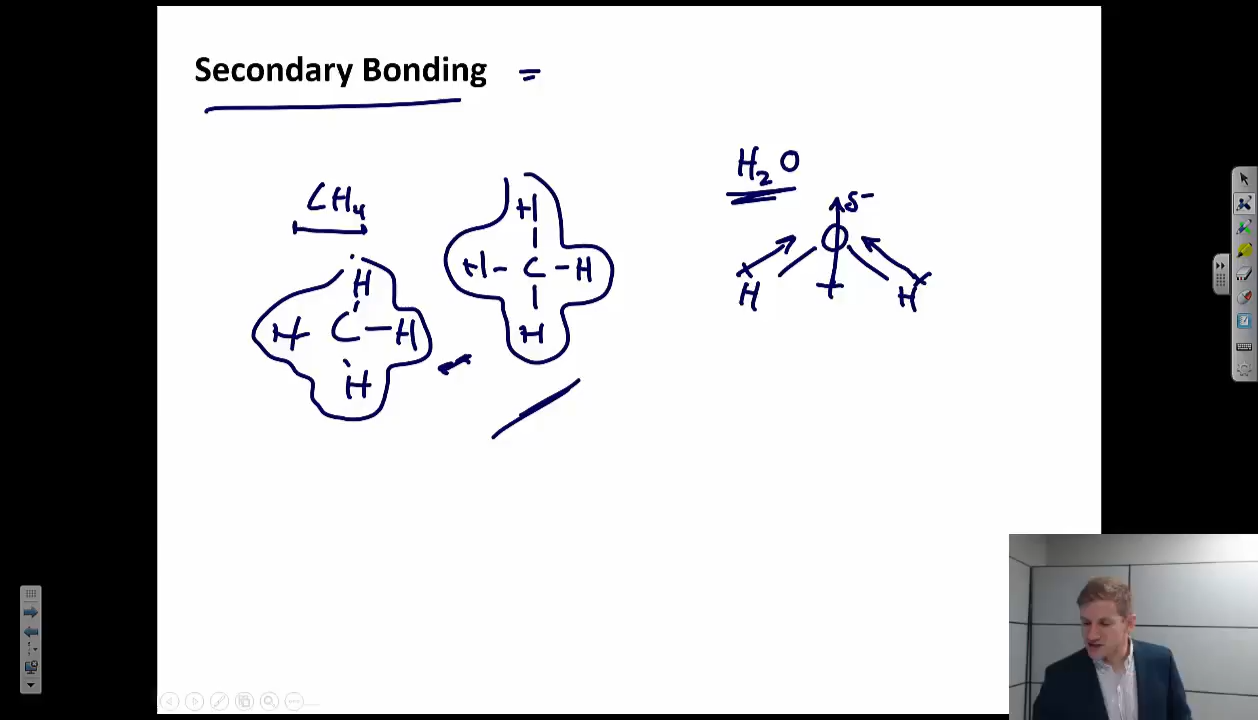 Secondary Bonding =
CH₄
H
H C H
H
H
H - C - H
H
H₂O
δ-
O
H H